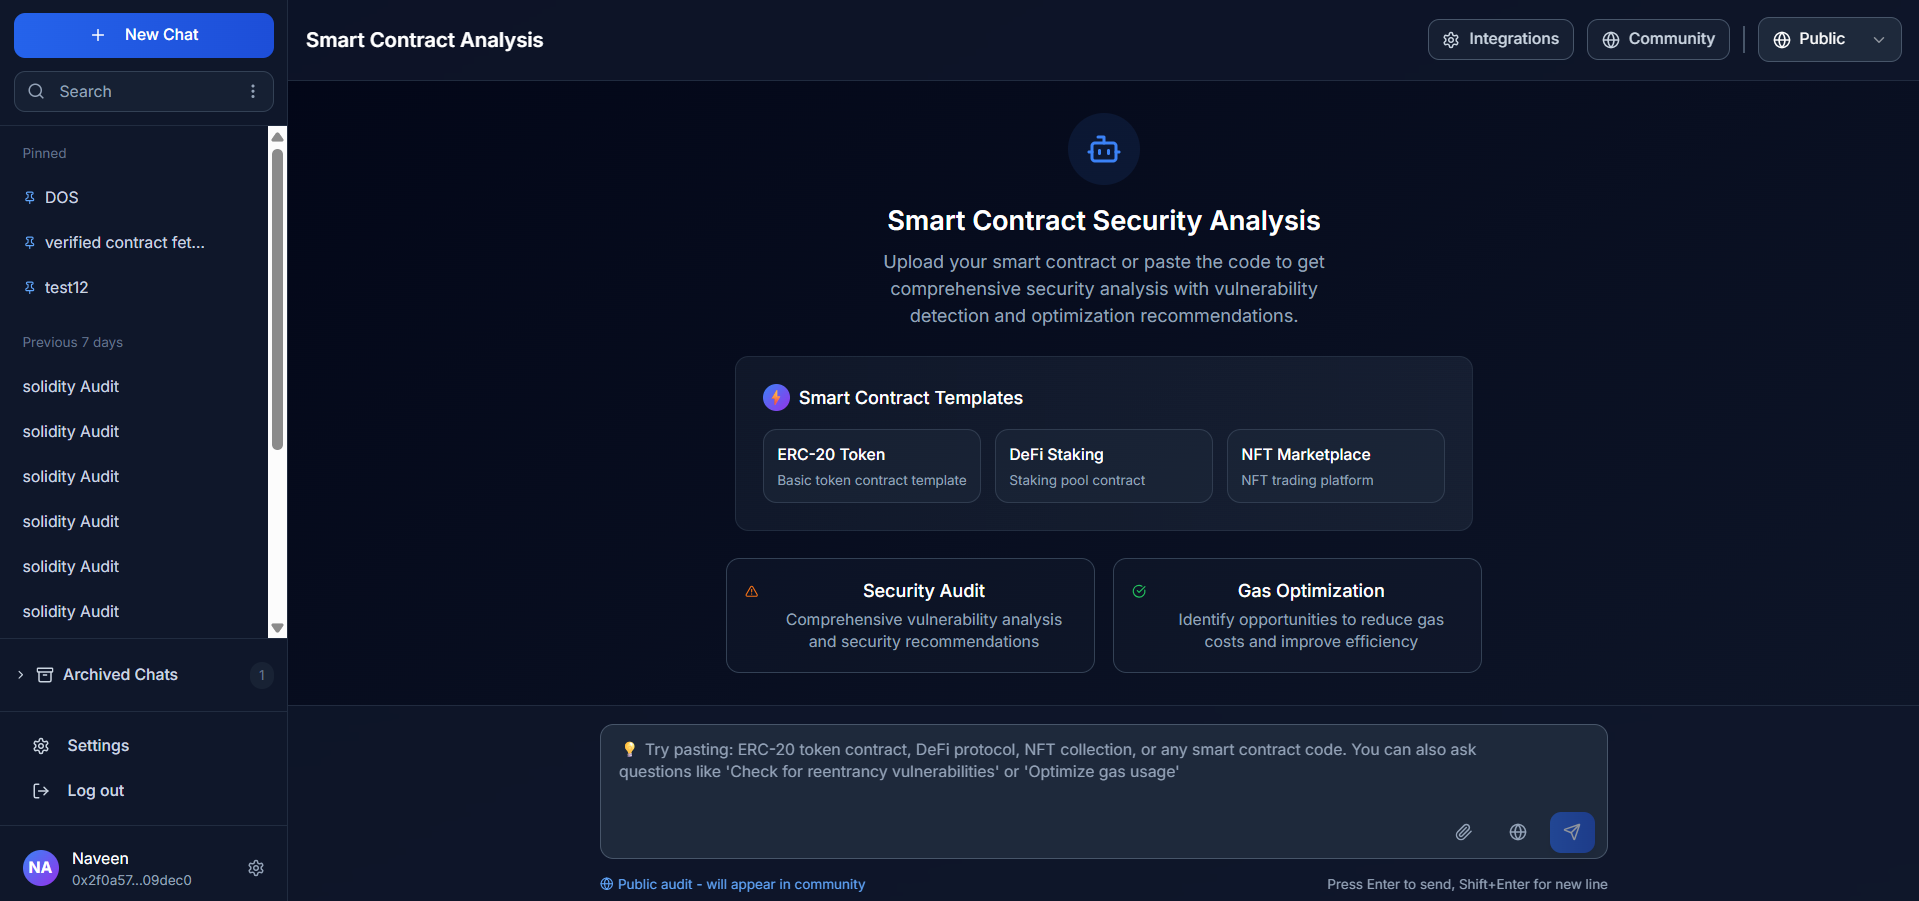 New Chat
Search
Pinned
DOS
verified contract fet...
test12
Previous 7 days
solidity Audit
solidity Audit
solidity Audit
solidity Audit
solidity Audit
solidity Audit
Archived Chats
1
Settings
Log out
NA
Naveen
0x2f0a57...09dec0
Smart Contract Analysis
Integrations
Community
Public
Smart Contract Security Analysis
Upload your smart contract or paste the code to get
comprehensive security analysis with vulnerability
detection and optimization recommendations.
Smart Contract Templates
ERC-20 Token
Basic token contract template
DeFi Staking
Staking pool contract
NFT Marketplace
NFT trading platform
Security Audit
Comprehensive vulnerability analysis
and security recommendations
Gas Optimization
Identify opportunities to reduce gas
costs and improve efficiency
Try pasting: ERC-20 token contract, DeFi protocol, NFT collection, or any smart contract code. You can also ask
questions like 'Check for reentrancy vulnerabilities' or 'Optimize gas usage'
Public audit - will appear in community
Press Enter to send, Shift+Enter for new line